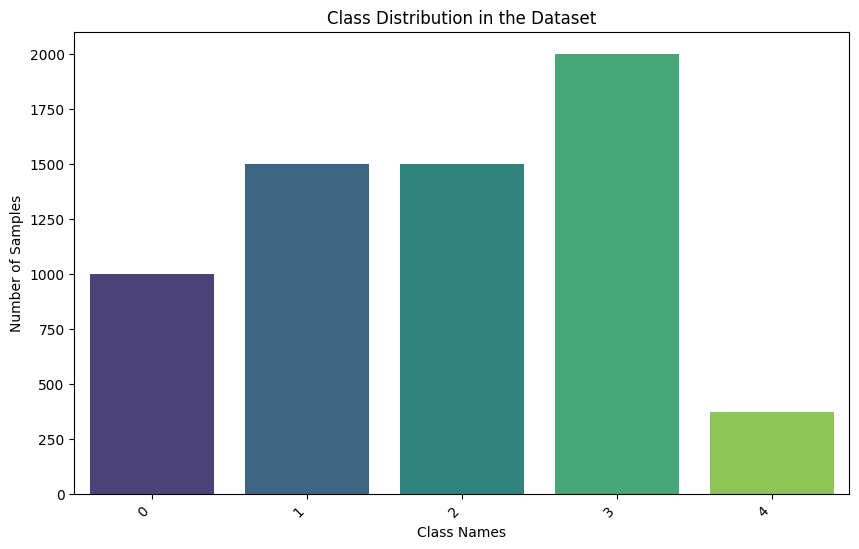 Class Distribution in the Dataset
Number of Samples
2000
1750
1500
1250
1000
750
500
250
0
0 1 2 3 4
Class Names